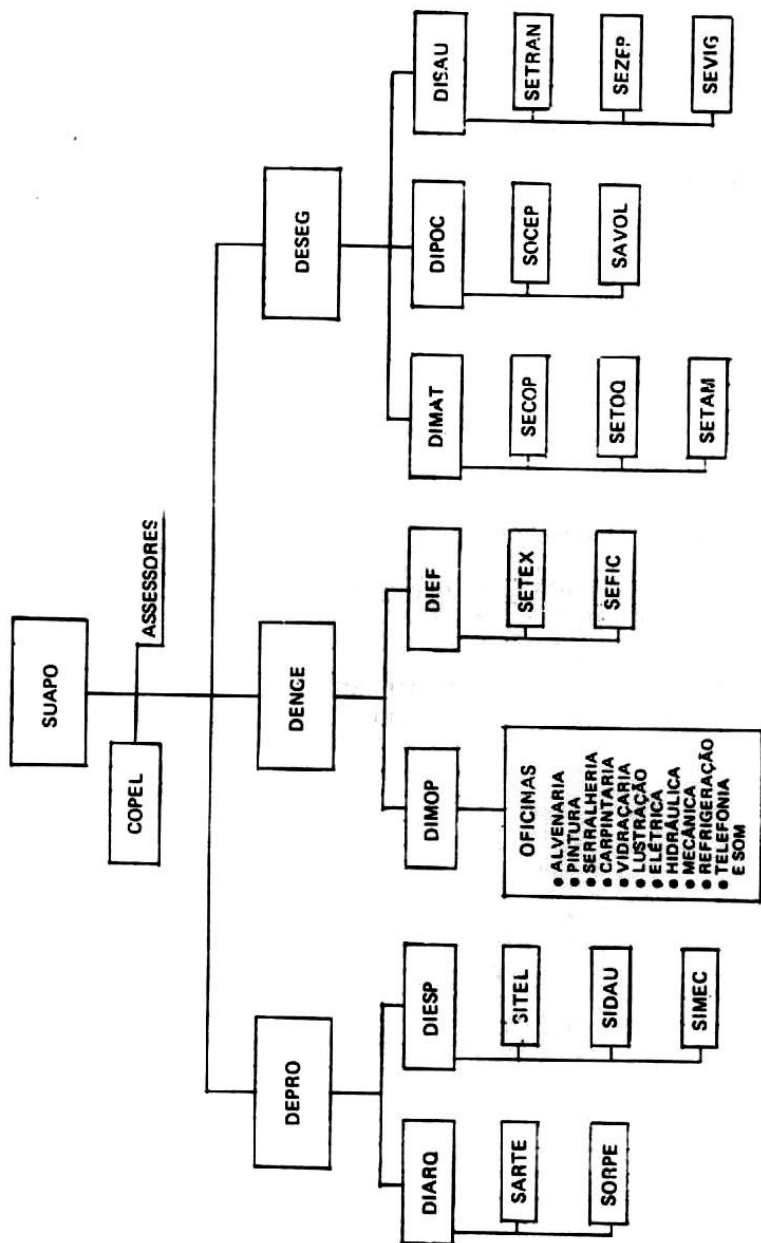 SUAPO
COPEL
ASSESSORES
DEPRO
DENGE
DESEG
DIARQ
DIESP
DIMOP
DIEF
DIMAT
DIPOC
DISAU
SARTE
SORPE
SITEL
SIDAU
SIMEC
OFICINAS
● ALVENARIA
● PINTURA
● SERRALHERIA
● CARPINTARIA
● VIDRAÇARIA
● LUSTRAÇÃO
● ELÉTRICA
● HIDRÁULICA
● MECÂNICA
● REFRIGERAÇÃO
● TELEFONIA
E SOM
SETEX
SEFIC
SECOP
SETOQ
SETAM
SOCEP
SAVOL
SETRAN
SEZEP
SEVIG